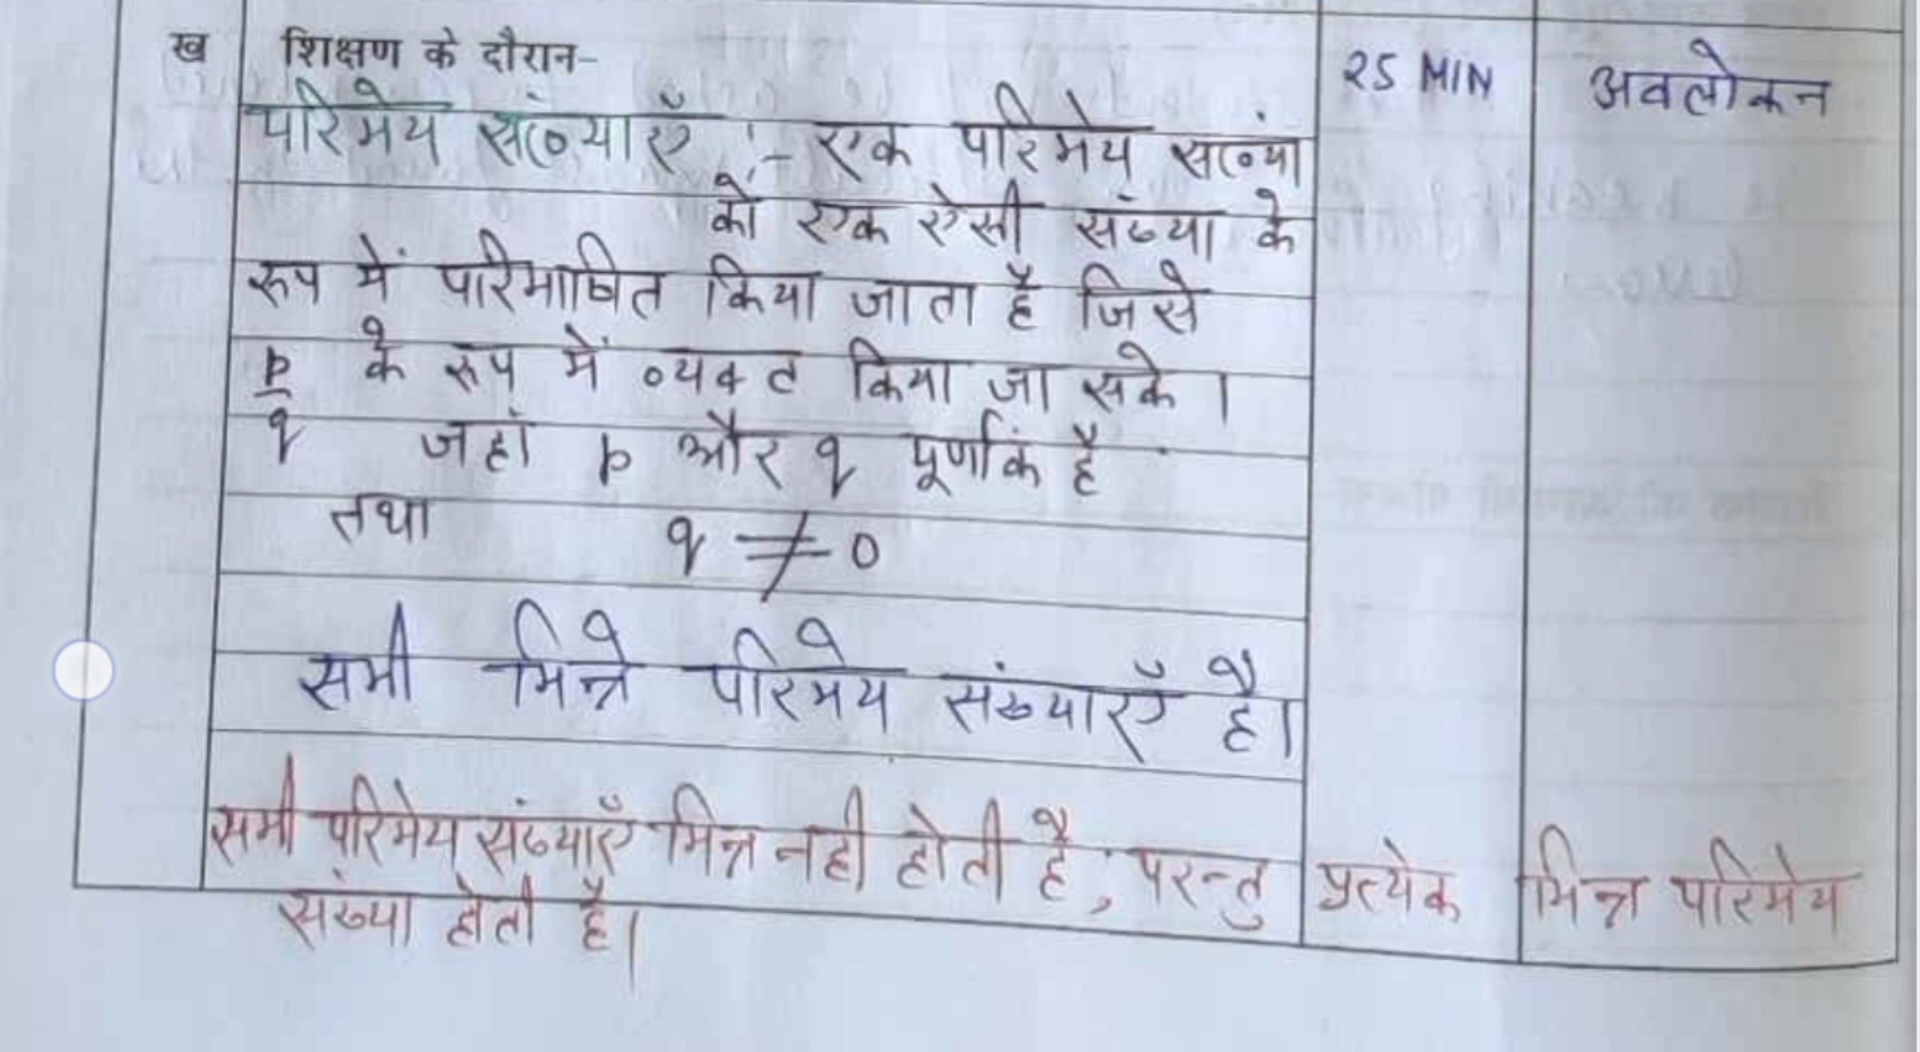 ख शिक्षण के दौरान- 25 MIN अवलोकन
परिमेय संख्याएँ :- एक परिमेय संख्या
को एक ऐसी संख्या के
रूप में परिभाषित किया जाता है जिसे
p/q के रूप में व्यक्ट किया जा सके ।
जहां p और q पूर्णांक है
तथा q ≠ 0
सभी भिन्ने परिमेय संख्याएँ है।
सभी परिमेय संख्याएँ भिन्न नही होती है, परन्तु प्रत्येक भिन्न परिमेय
संख्या होती है।